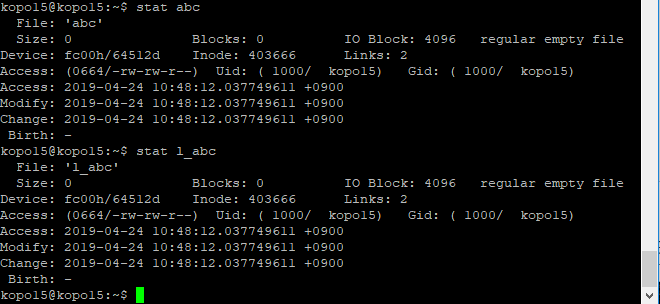 kopo15@kopo15:~$ stat abc
  File: 'abc'
  Size: 0               Blocks: 0          IO Block: 4096   regular empty file
Device: fc00h/64512d    Inode: 403666      Links: 2
Access: (0664/-rw-rw-r--)  Uid: ( 1000/  kopo15)   Gid: ( 1000/  kopo15)
Access: 2019-04-24 10:48:12.037749611 +0900
Modify: 2019-04-24 10:48:12.037749611 +0900
Change: 2019-04-24 10:48:12.037749611 +0900
 Birth: -
kopo15@kopo15:~$ stat l_abc
  File: 'l_abc'
  Size: 0               Blocks: 0          IO Block: 4096   regular empty file
Device: fc00h/64512d    Inode: 403666      Links: 2
Access: (0664/-rw-rw-r--)  Uid: ( 1000/  kopo15)   Gid: ( 1000/  kopo15)
Access: 2019-04-24 10:48:12.037749611 +0900
Modify: 2019-04-24 10:48:12.037749611 +0900
Change: 2019-04-24 10:48:12.037749611 +0900
 Birth: -
kopo15@kopo15:~$